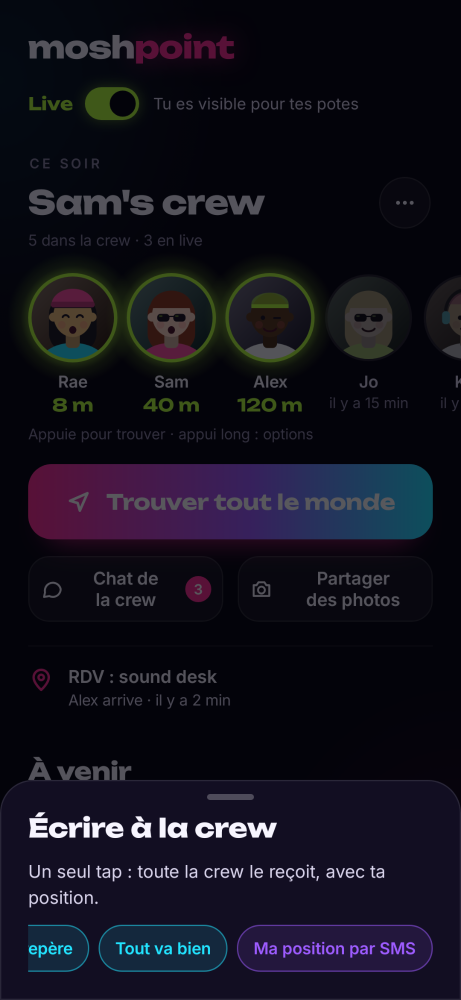 moshpoint
Live Tu es visible pour tes potes
CE SOIR
Sam's crew
5 dans la crew · 3 en live
Rae Sam Alex Jo K
8 m 40 m 120 m il y a 15 min il y
Appuie pour trouver · appui long : options
Trouver tout le monde
Chat de
la crew
3
Partager
des photos
RDV : sound desk
Alex arrive · il y a 2 min
À venir
Écrire à la crew
Un seul tap : toute la crew le reçoit, avec ta
position.
epère Tout va bien Ma position par SMS